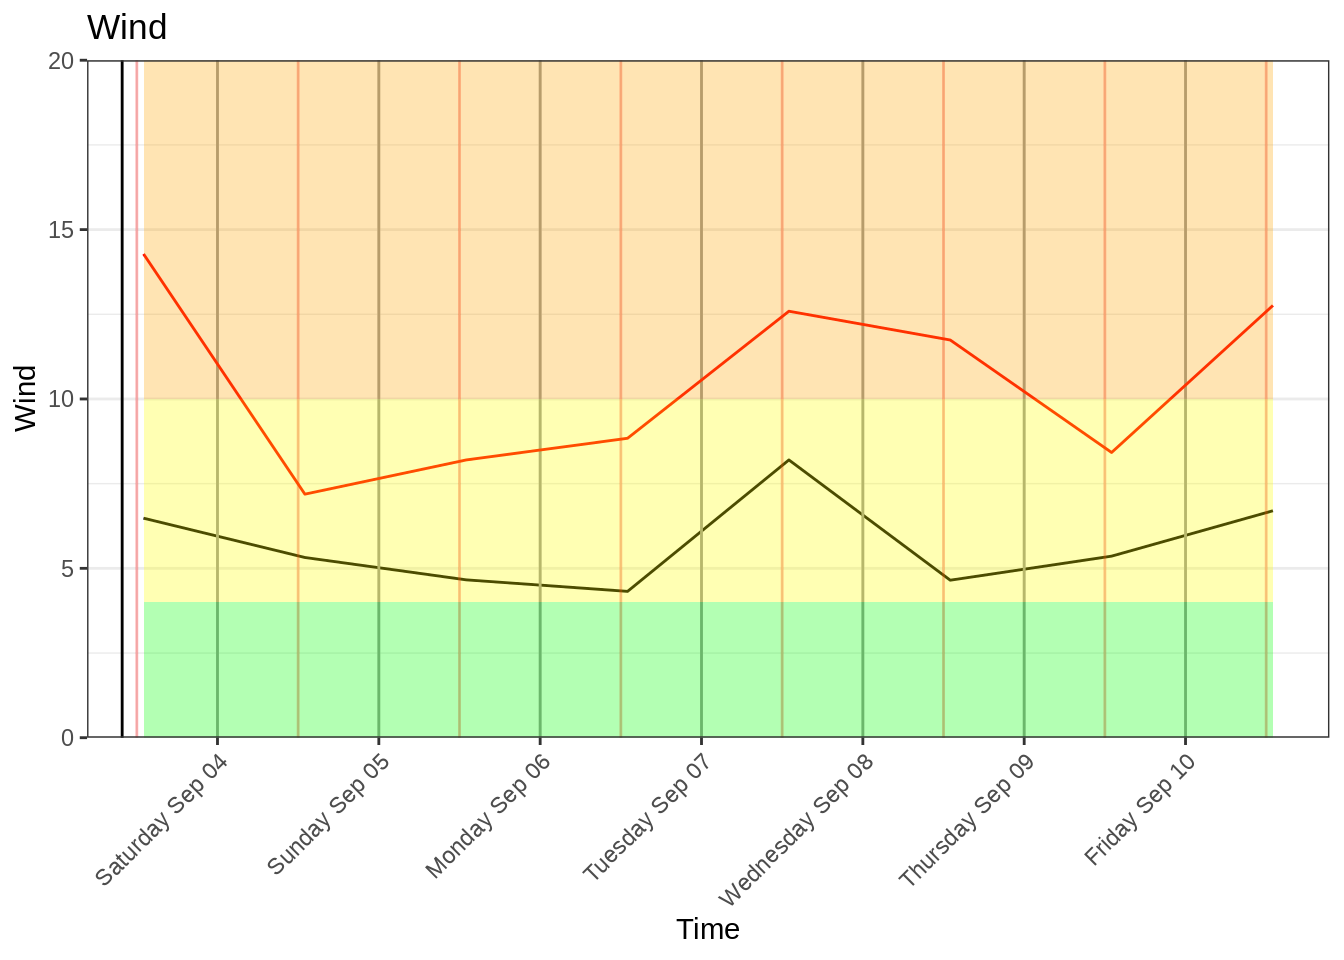 Wind
20
15
10
5
0
Wind
Saturday Sep 04
Sunday Sep 05
Monday Sep 06
Tuesday Sep 07
Wednesday Sep 08
Thursday Sep 09
Friday Sep 10
Time